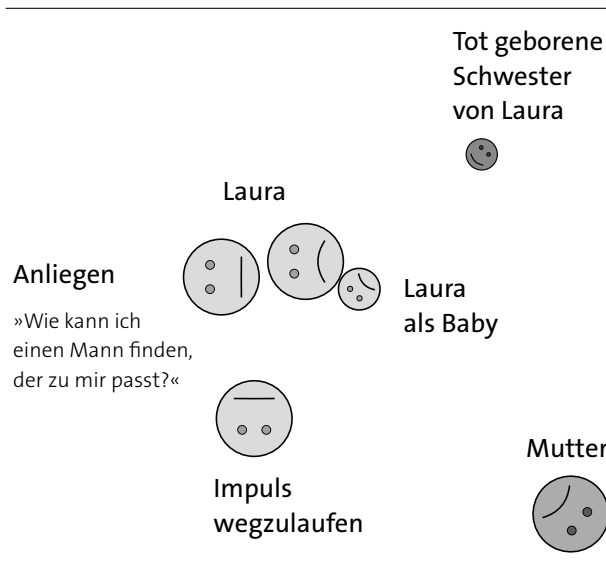 Tot geborene
Schwester
von Laura
Laura
Anliegen
»Wie kann ich
einen Mann finden,
der zu mir passt?«
Laura
als Baby
Impuls
wegzulaufen
Mutter